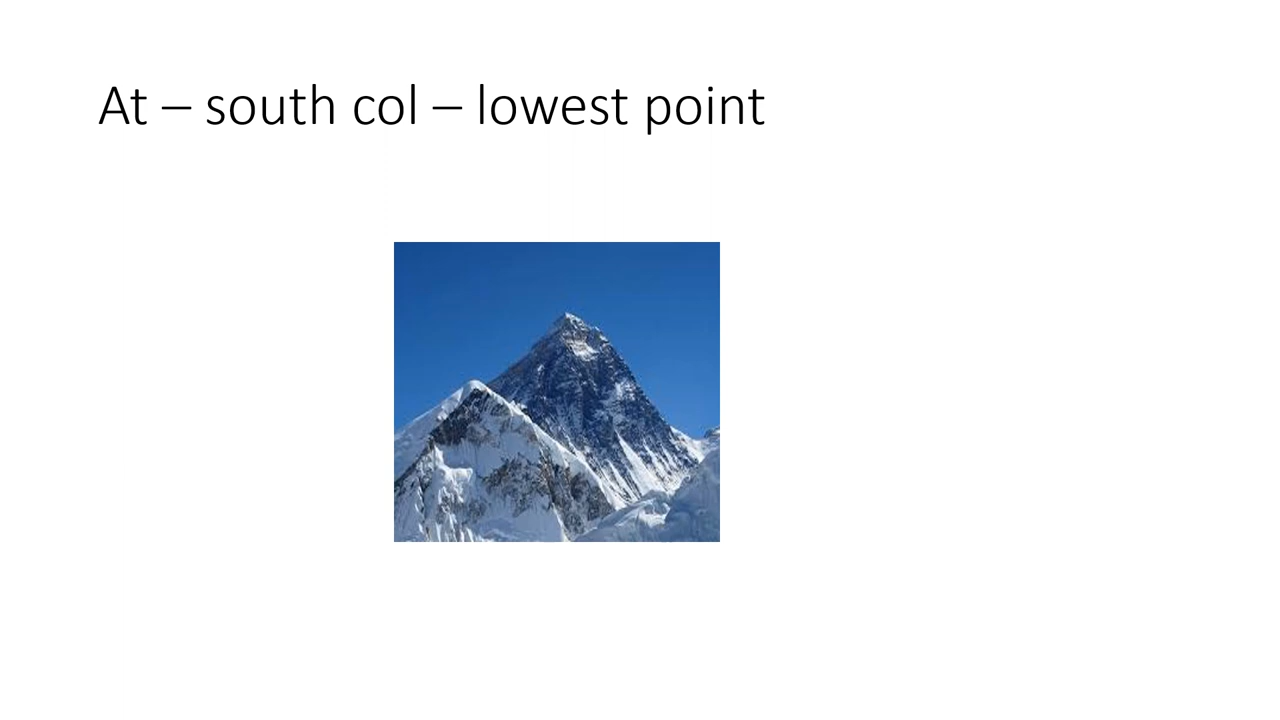 At – south col – lowest point